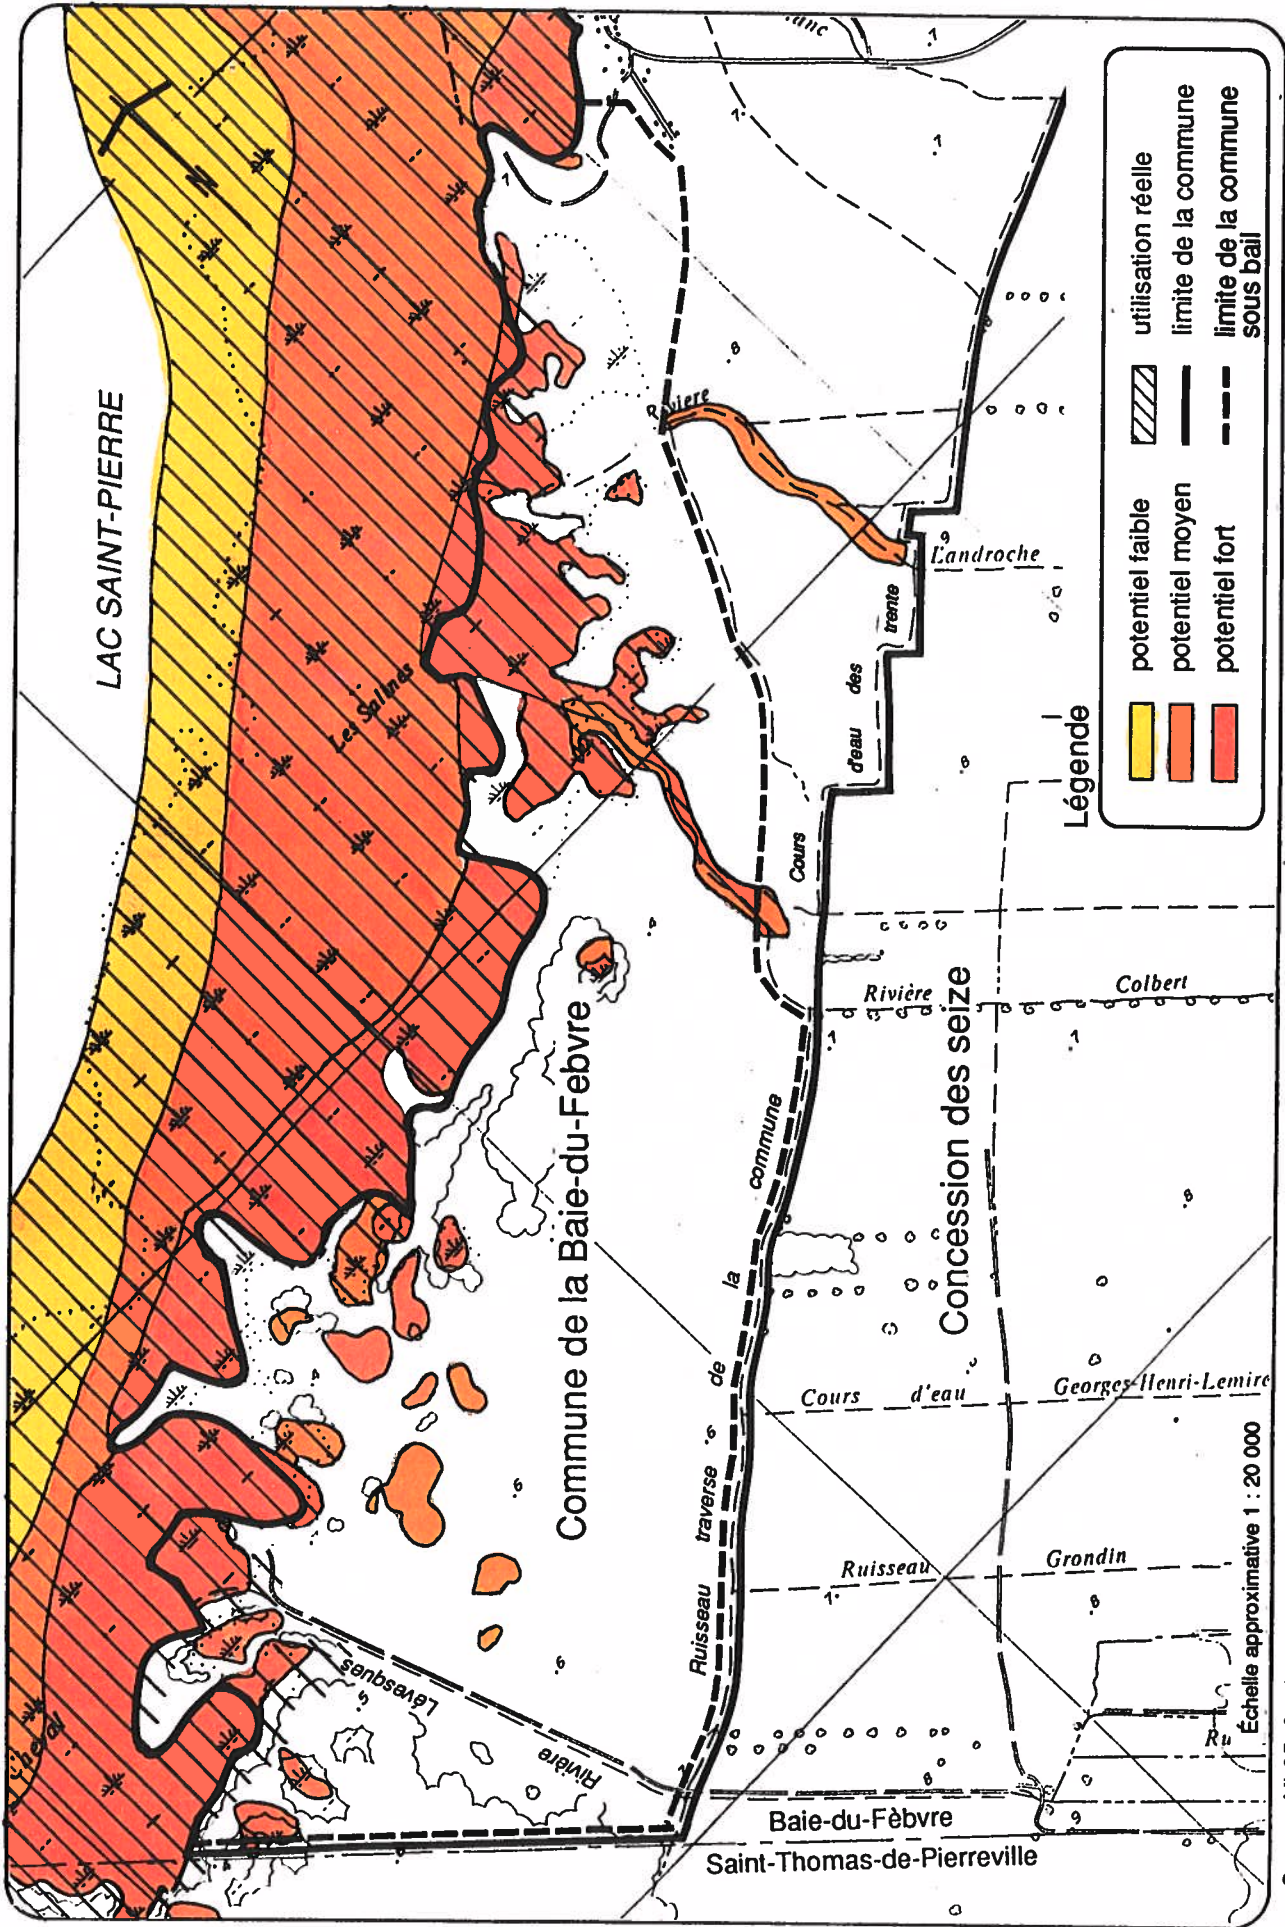 LAC SAINT-PIERRE
N
Les Salines
Rivière
Landroche
Cours
d'eau
des
trente
Commune de la Baie-du-Febvre
Ruisseau
traverse
de
la
commune
Rivière
Colbert
Concession des seize
Cours
d'eau
Georges-Henri-Lemire
Ruisseau
Grondin
Rivière
Lévesques
Baie-du-Fèbvre
Saint-Thomas-de-Pierreville
Ru
Échelle approximative 1 : 20 000
Légende
potentiel faible
potentiel moyen
potentiel fort
utilisation réelle
limite de la commune
limite de la commune
sous bail